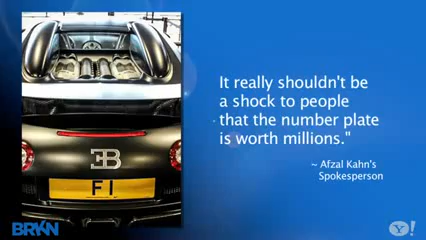 It really shouldn't be
a shock to people
that the number plate
is worth millions."
~ Afzal Kahn's
Spokesperson
EB
F1
BRKN
Y!